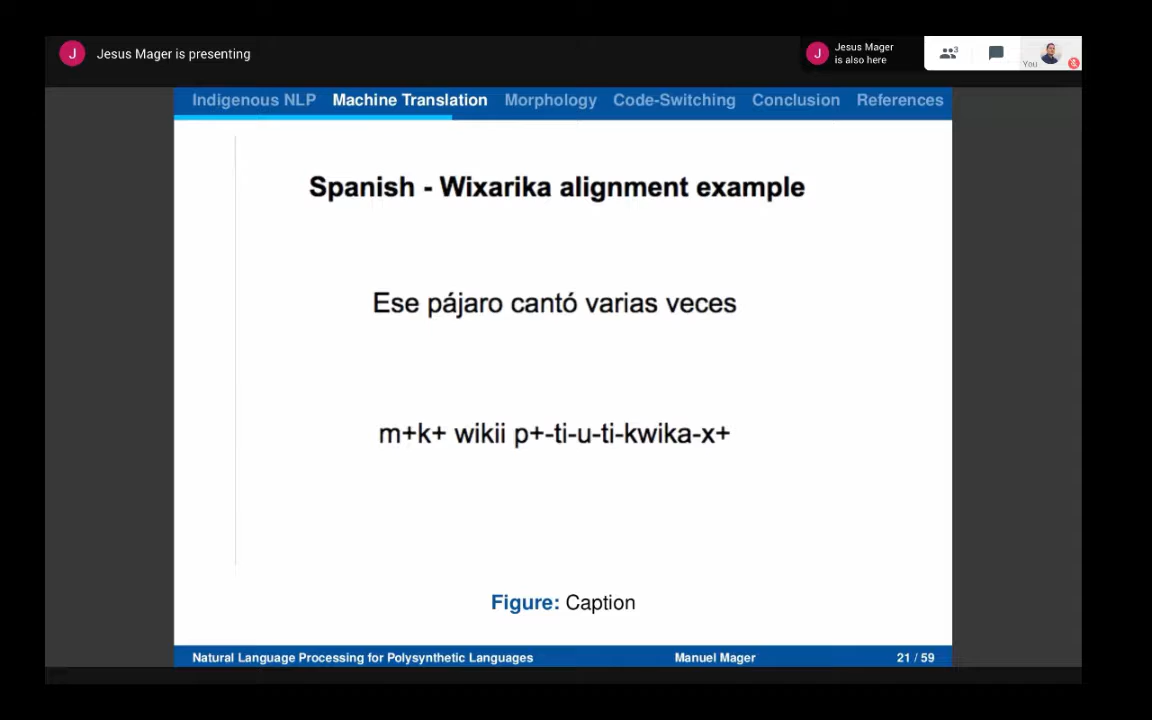 J Jesus Mager is presenting
J Jesus Mager
is also here
3
You
Indigenous NLP Machine Translation Morphology Code-Switching Conclusion References
Spanish - Wixarika alignment example
Ese pájaro cantó varias veces
m+k+ wikii p+-ti-u-ti-kwika-x+
Figure: Caption
Natural Language Processing for Polysynthetic Languages Manuel Mager 21 / 59